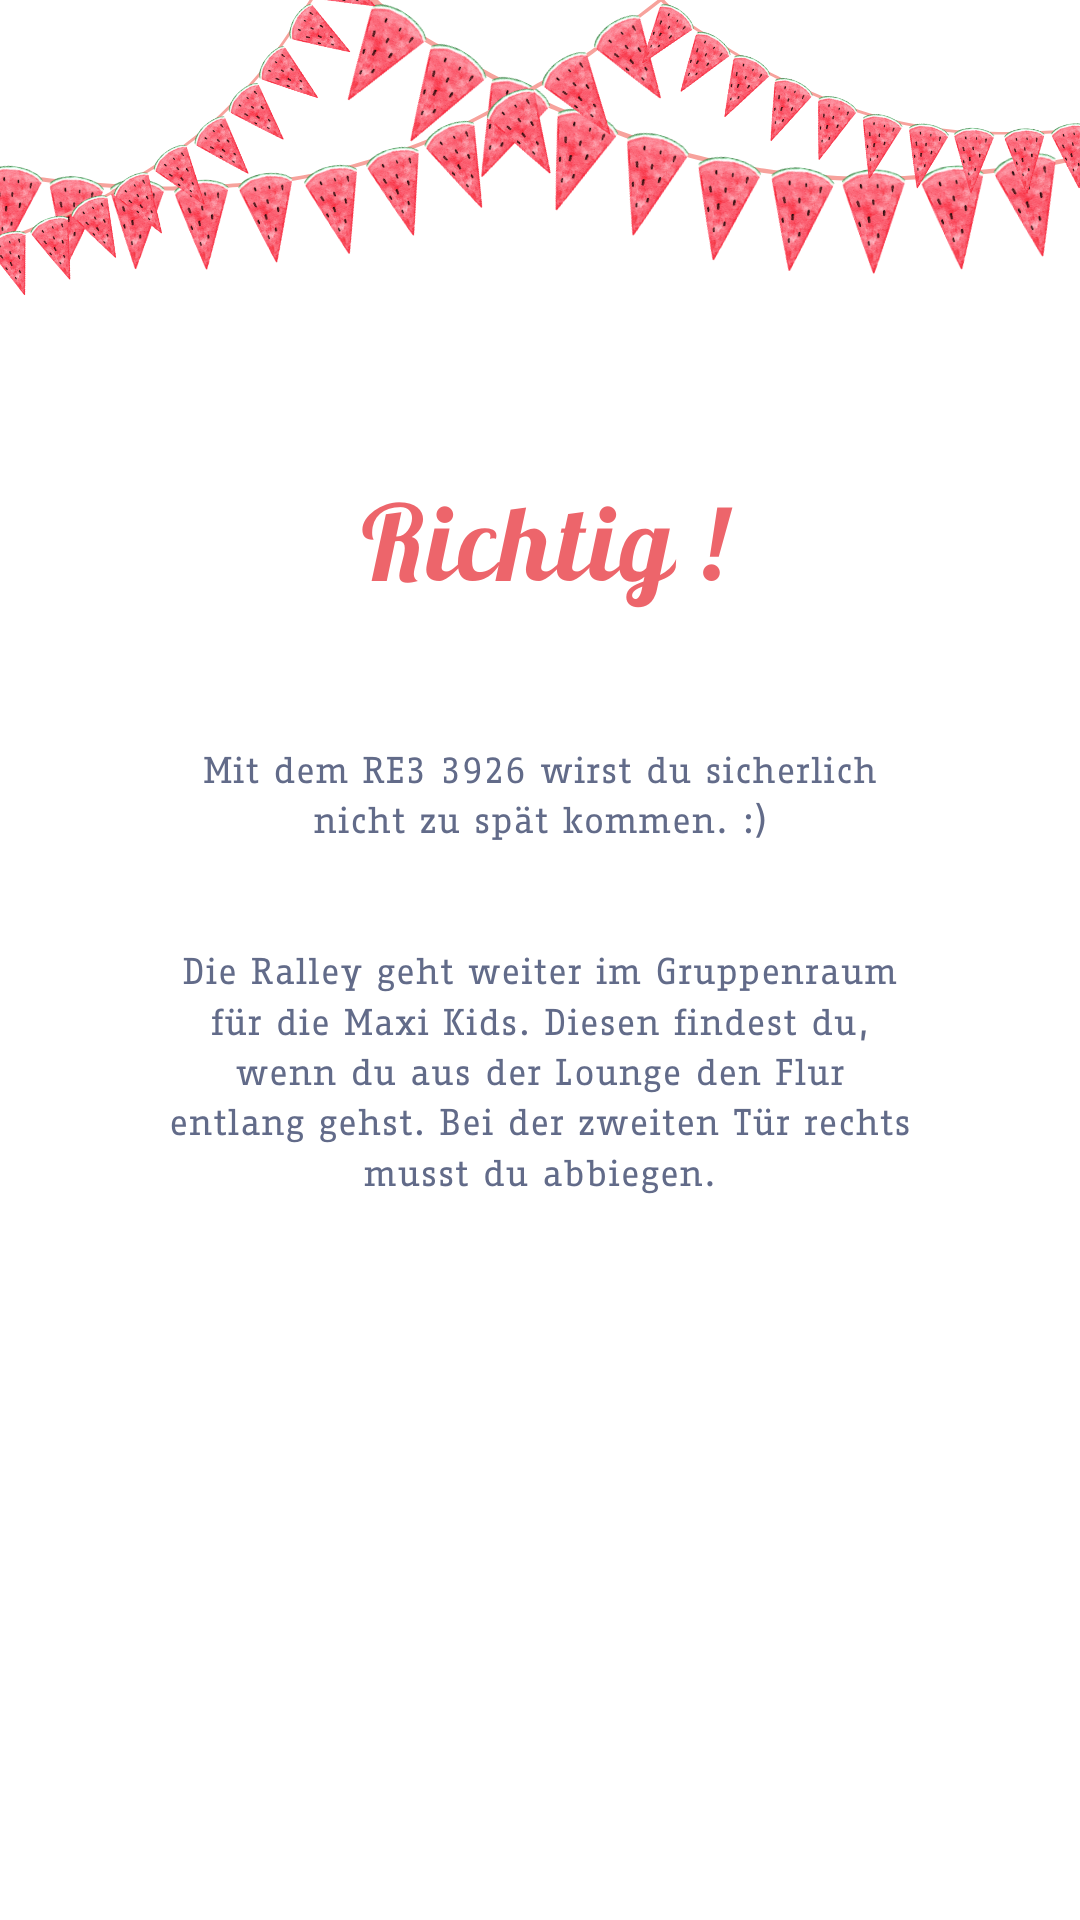 Richtig !
Mit dem RE3 3926 wirst du sicherlich
nicht zu spät kommen. :)
Die Ralley geht weiter im Gruppenraum
für die Maxi Kids. Diesen findest du,
wenn du aus der Lounge den Flur
entlang gehst. Bei der zweiten Tür rechts
musst du abbiegen.